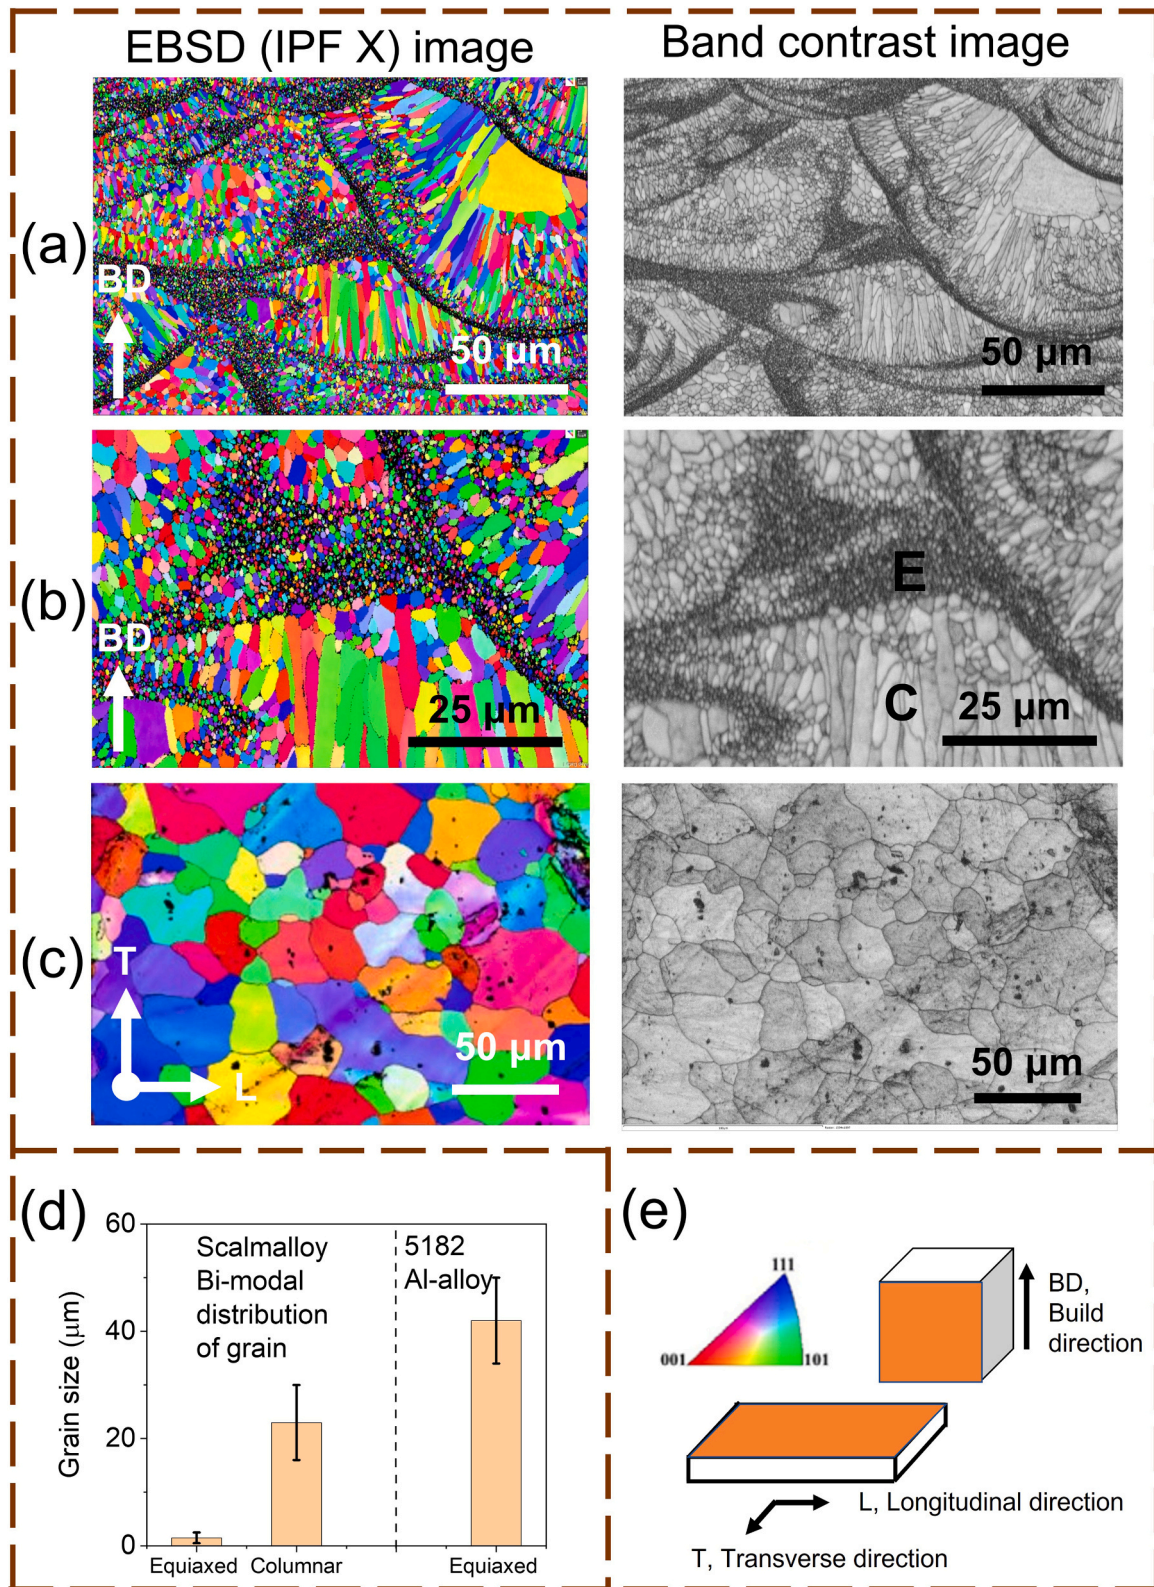 EBSD (IPF X) image
Band contrast image
(a)
BD
50 µm
50 µm
(b)
BD
25 µm
E
C
25 µm
(c)
T
L
50 µm
50 µm
(d)
60
40
20
0
Grain size (µm)
Scalmalloy
Bi-modal
distribution
of grain
5182
Al-alloy
Equiaxed
Columnar
Equiaxed
(e)
111
001
101
BD,
Build
direction
L, Longitudinal direction
T, Transverse direction